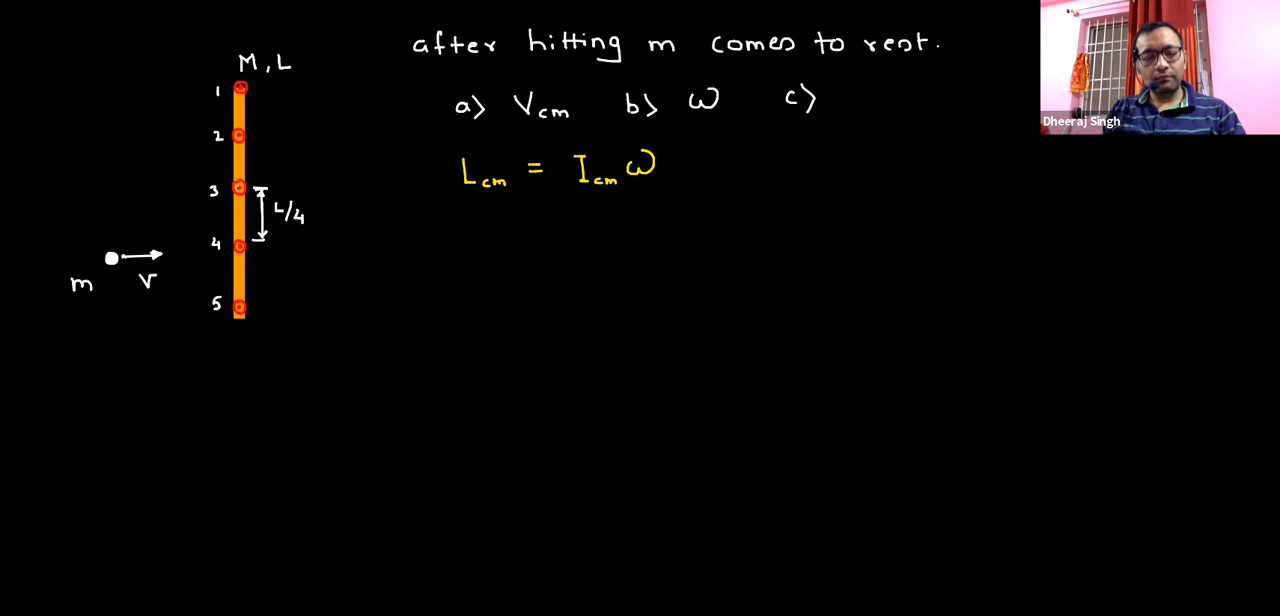 after hitting m comes to rest.
M, L
a) Vcm b) ω c)
1
2
Lcm = Icm ω
3
L/4
4
m v
5
Dheeraj Singh